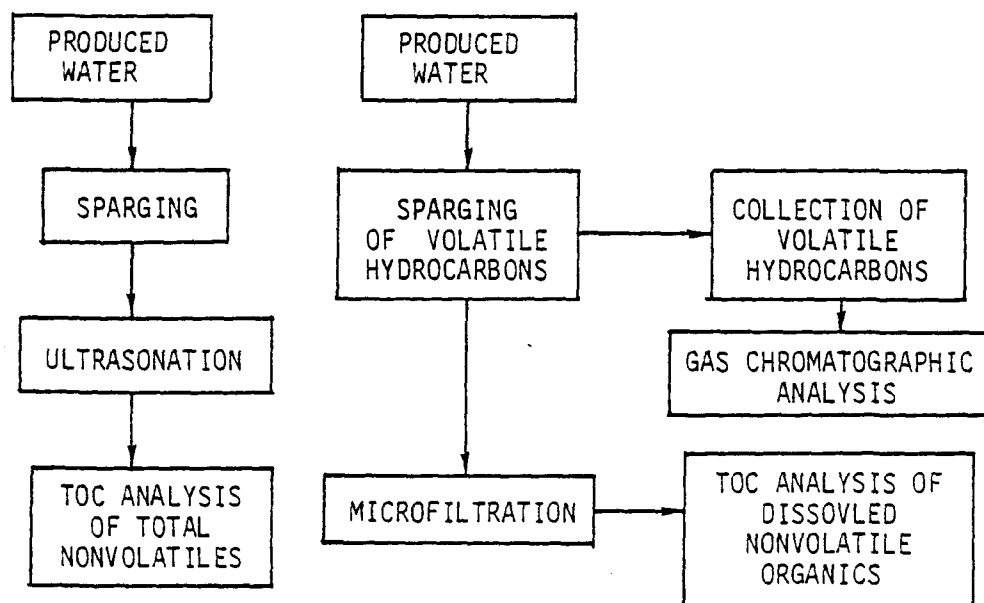 PRODUCED
WATER
SPARGING
ULTRASONATION
TOC ANALYSIS
OF TOTAL
NONVOLATILES
PRODUCED
WATER
SPARGING
OF VOLATILE
HYDROCARBONS
COLLECTION OF
VOLATILE
HYDROCARBONS
GAS CHROMATOGRAPHIC
ANALYSIS
MICROFILTRATION
TOC ANALYSIS OF
DISSOVLED
NONVOLATILE
ORGANICS